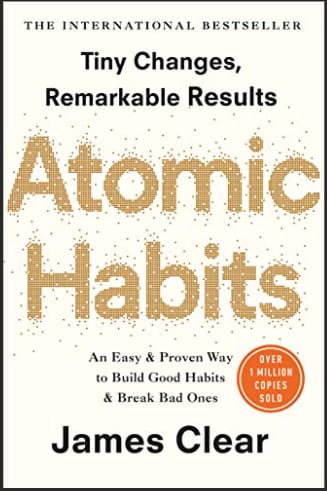 THE INTERNATIONAL BESTSELLER
Tiny Changes,
Remarkable Results
Atomic
Habits
An Easy & Proven Way
to Build Good Habits
& Break Bad Ones
OVER
1 MILLION
COPIES
SOLD
James Clear